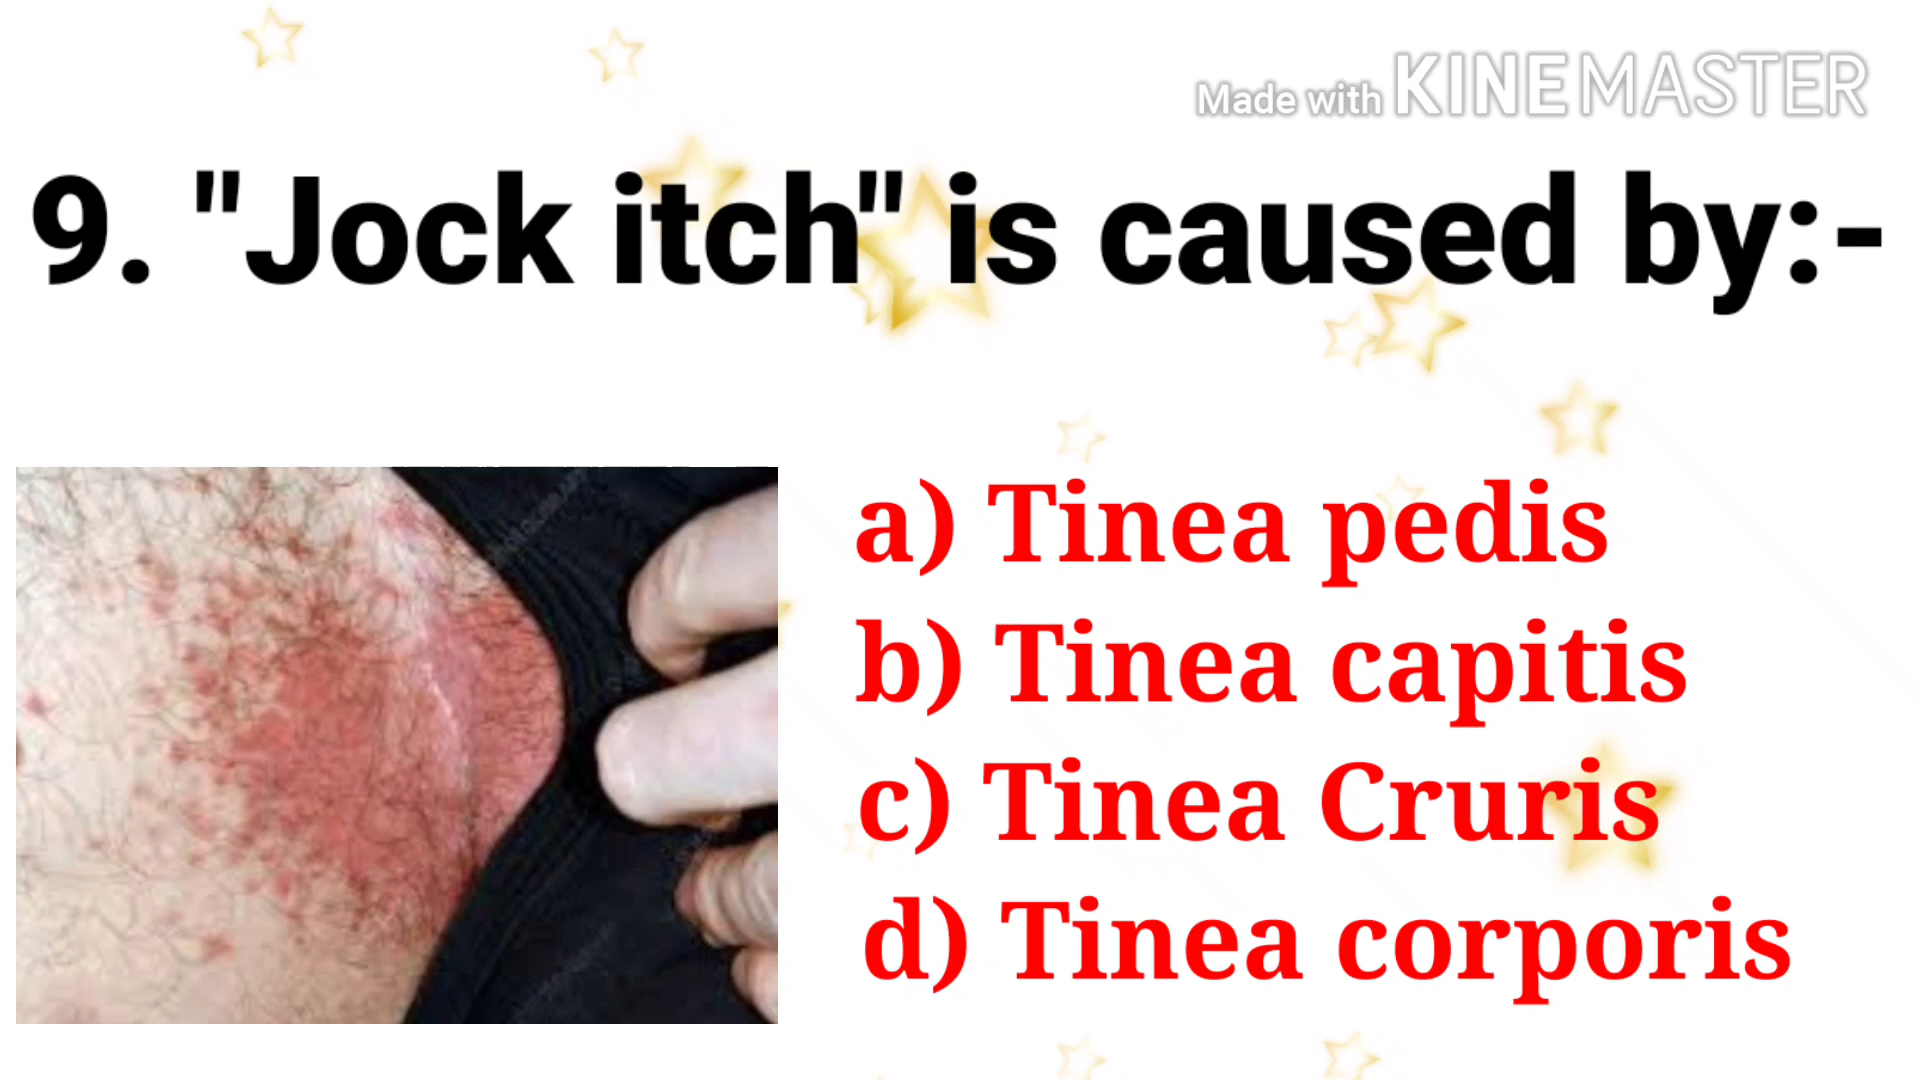 Made with KINEMASTER
9. "Jock itch" is caused by:-
a) Tinea pedis
b) Tinea capitis
c) Tinea Cruris
d) Tinea corporis